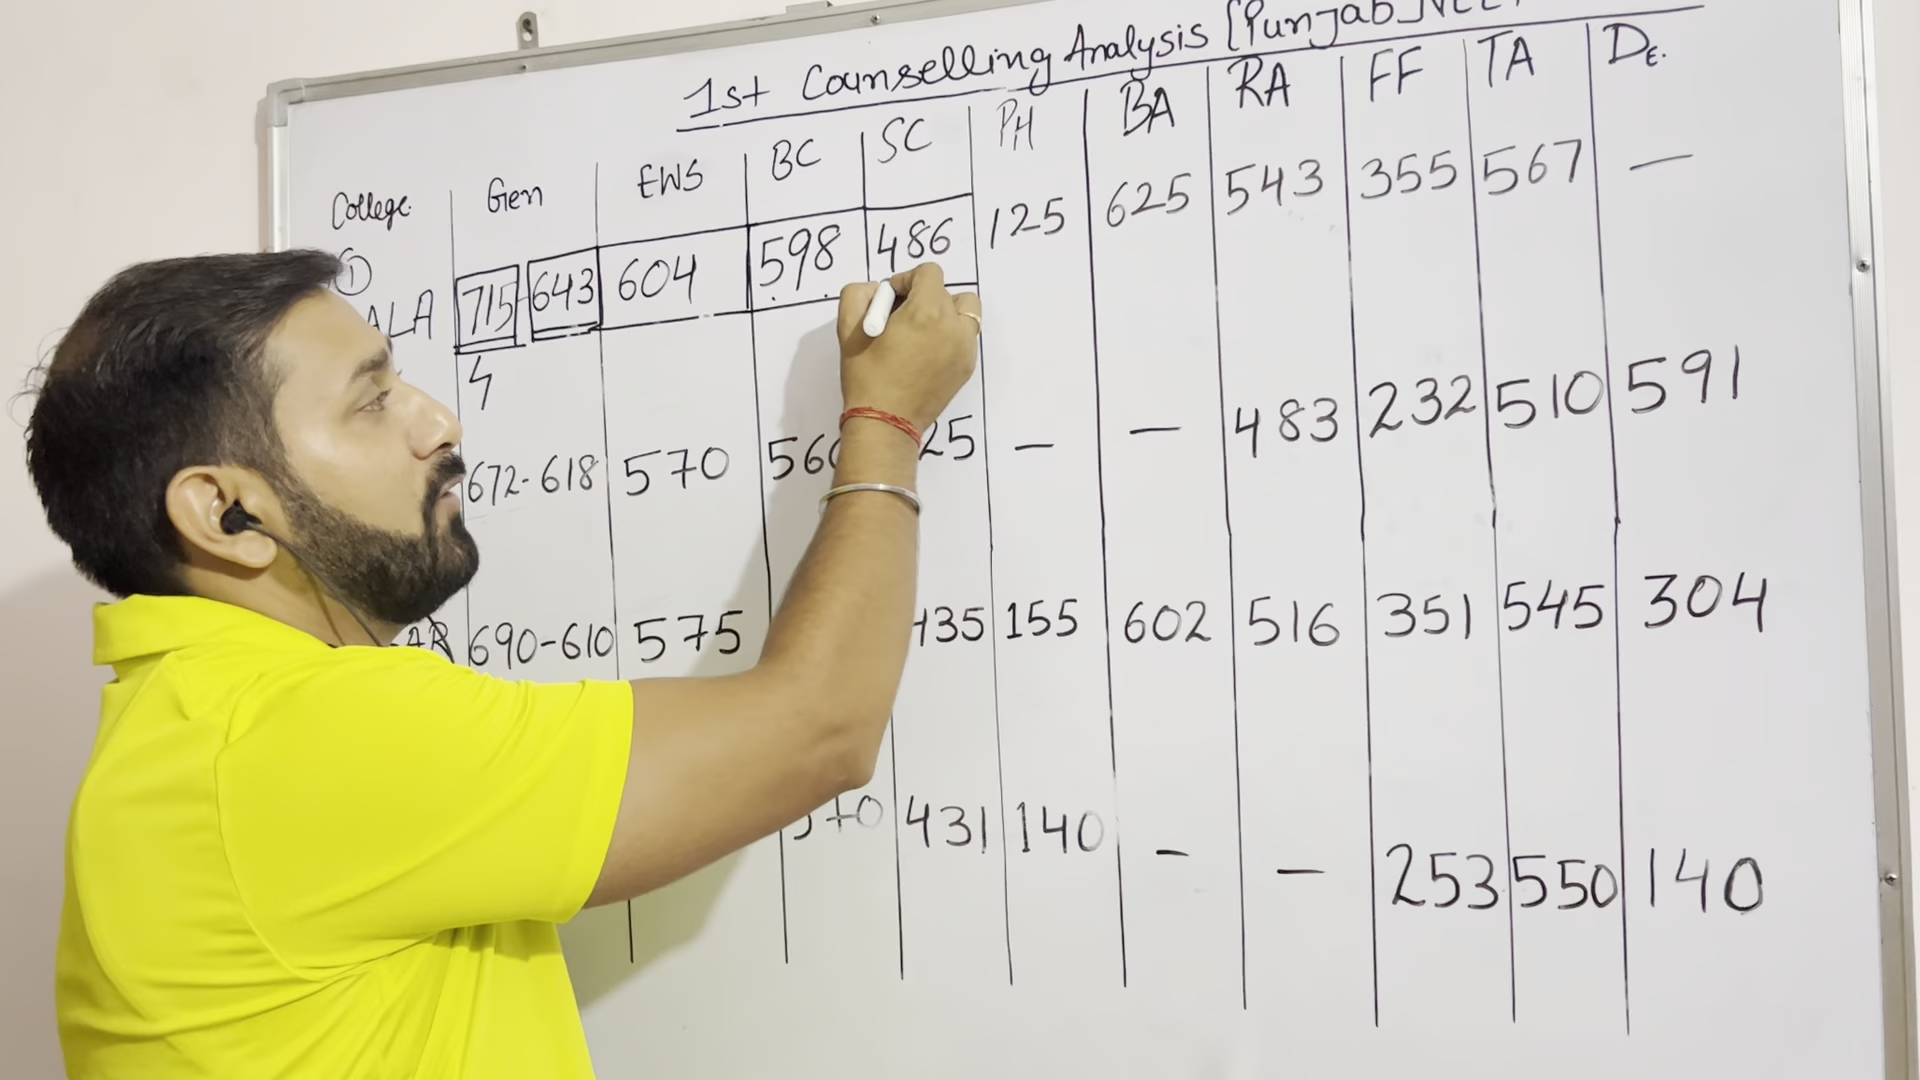 1st Counselling Analysis [Punjab
College Gen EWS BC SC PH BA RA FF TA DE.
①
715 643 604 598 486 125 625 543 355 567 —
4
672-618 570 25 — — 483 232 510 591
690-610 575 435 155 602 516 351 545 304
431 140 — — 253 550 140